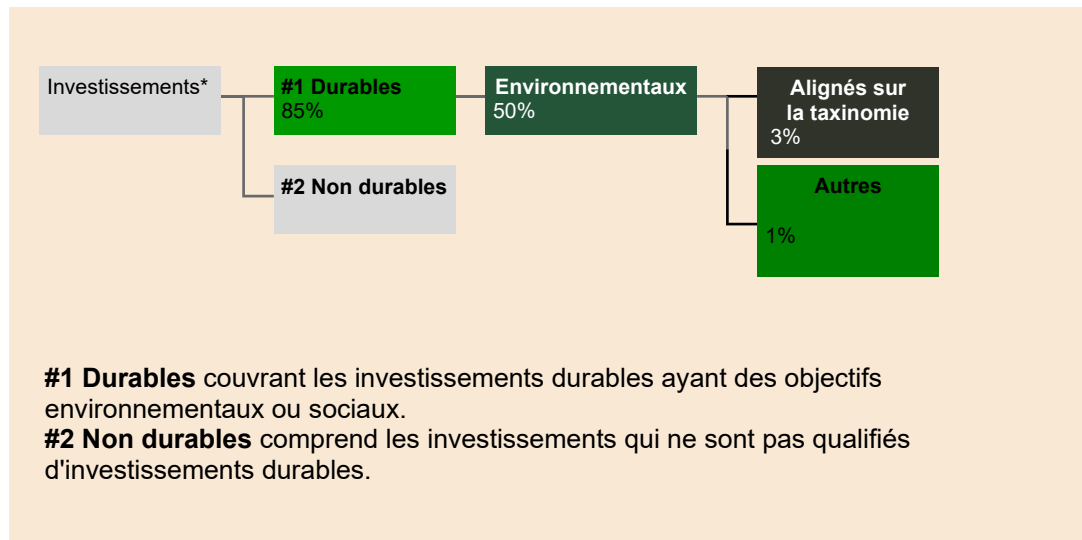 Investissements*
#1 Durables
85%
Environnementaux
50%
Alignés sur
la taxinomie
3%
#2 Non durables
Autres
1%
#1 Durables couvrant les investissements durables ayant des objectifs
environnementaux ou sociaux.
#2 Non durables comprend les investissements qui ne sont pas qualifiés
d'investissements durables.